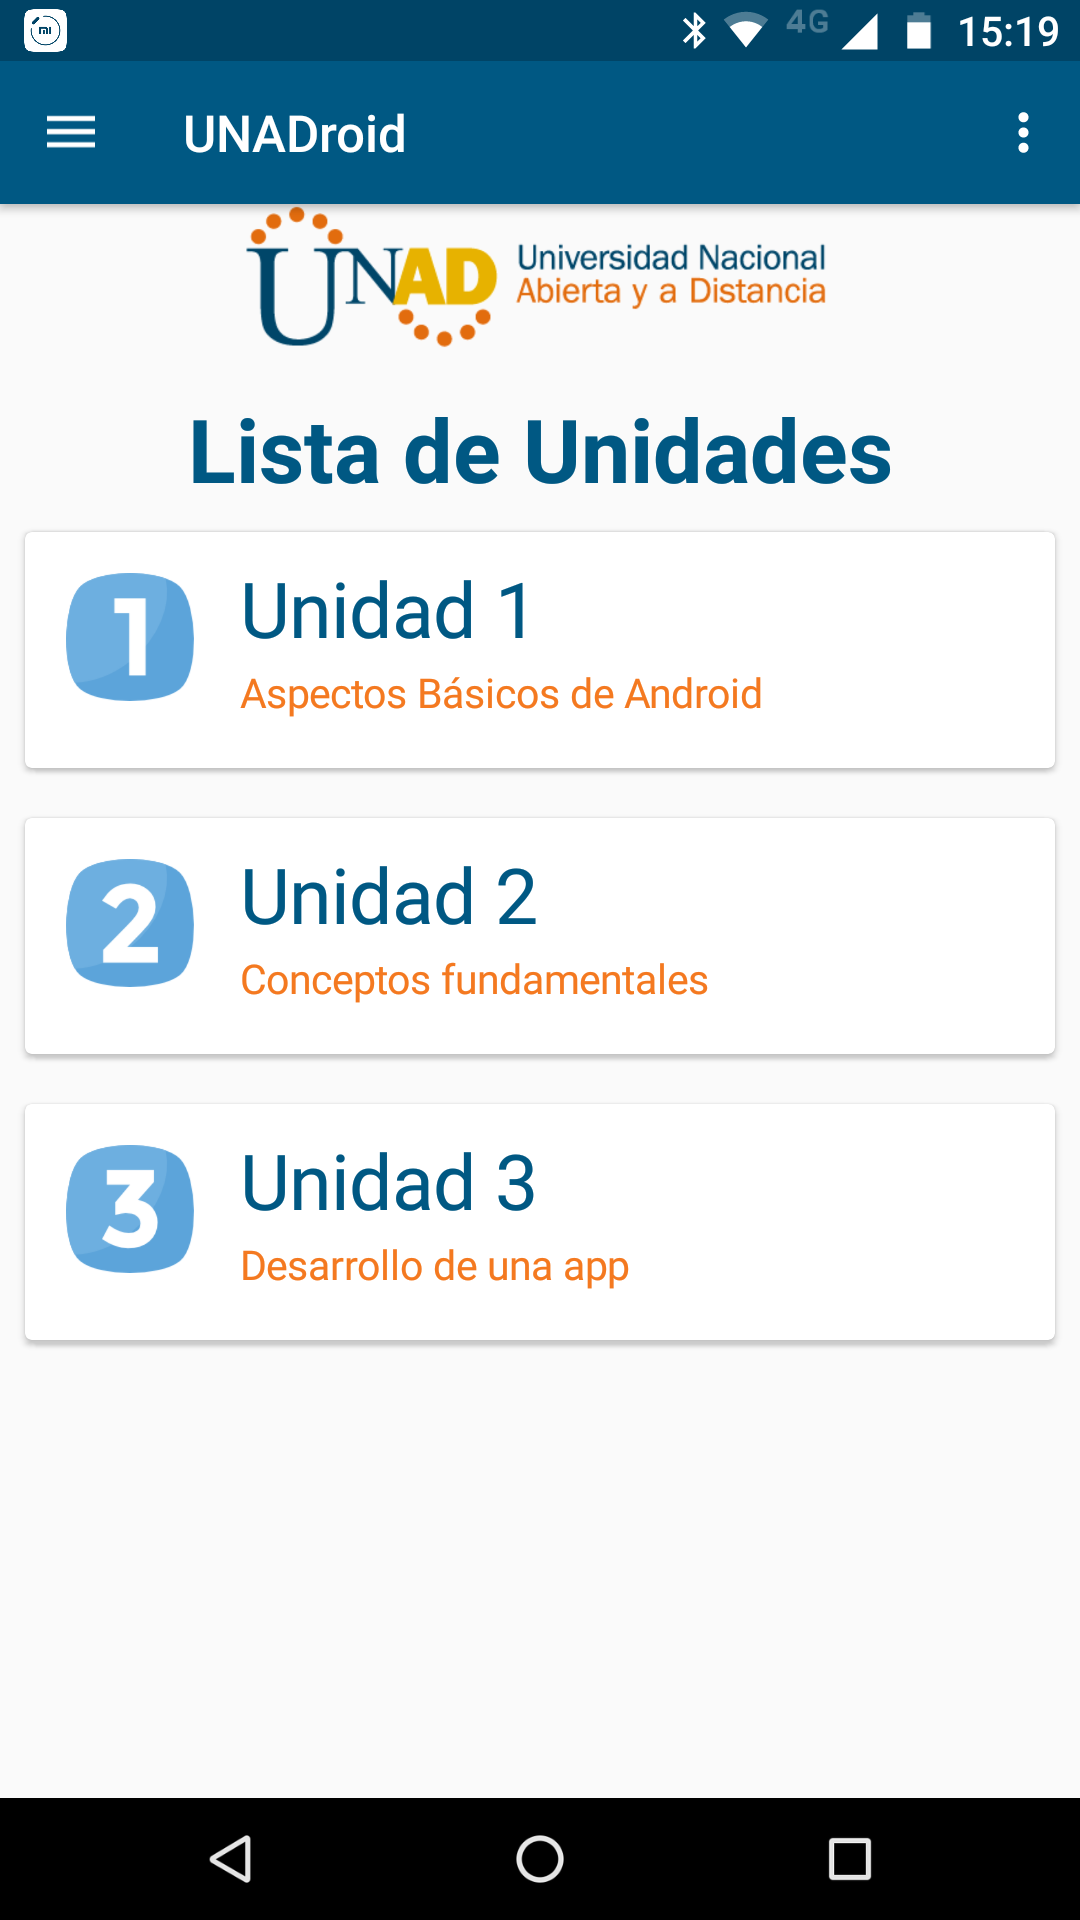 mi
4G 15:19
UNADroid
UNAD
Universidad Nacional
Abierta y a Distancia
Lista de Unidades
1
Unidad 1
Aspectos Básicos de Android
2
Unidad 2
Conceptos fundamentales
3
Unidad 3
Desarrollo de una app